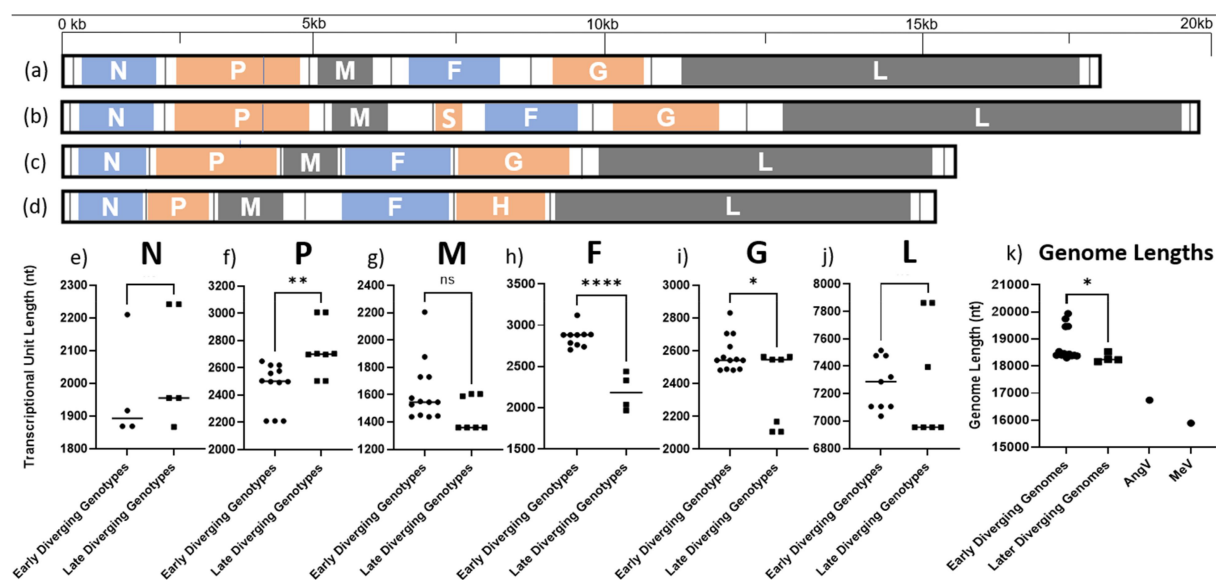 0 kb 5kb 10kb 15kb 20kb
(a) N P M F G L
(b) N P M S F G L
(c) N P M F G L
(d) N P M F H L
e) N f) P g) M h) F i) G j) L k) Genome Lengths
Transcriptional Unit Length (nt)
2300
2200
2100
2000
1900
1800
Early Diverging Genotypes
Late Diverging Genotypes
**
3200
3000
2800
2600
2400
2200
2000
Early Diverging Genotypes
Late Diverging Genotypes
ns
2400
2200
2000
1800
1600
1400
1200
Early Diverging Genotypes
Late Diverging Genotypes
****
3500
3000
2500
2000
1500
Early Diverging Genotypes
Late Diverging Genotypes
*
3000
2800
2600
2400
2200
2000
Early Diverging Genotypes
Late Diverging Genotypes
8000
7800
7600
7400
7200
7000
6800
Early Diverging Genotypes
Late Diverging Genotypes
*
Genome Length (nt)
21000
20000
19000
18000
17000
16000
15000
Early Diverging Genomes
Later Diverging Genomes
AngV
MeV